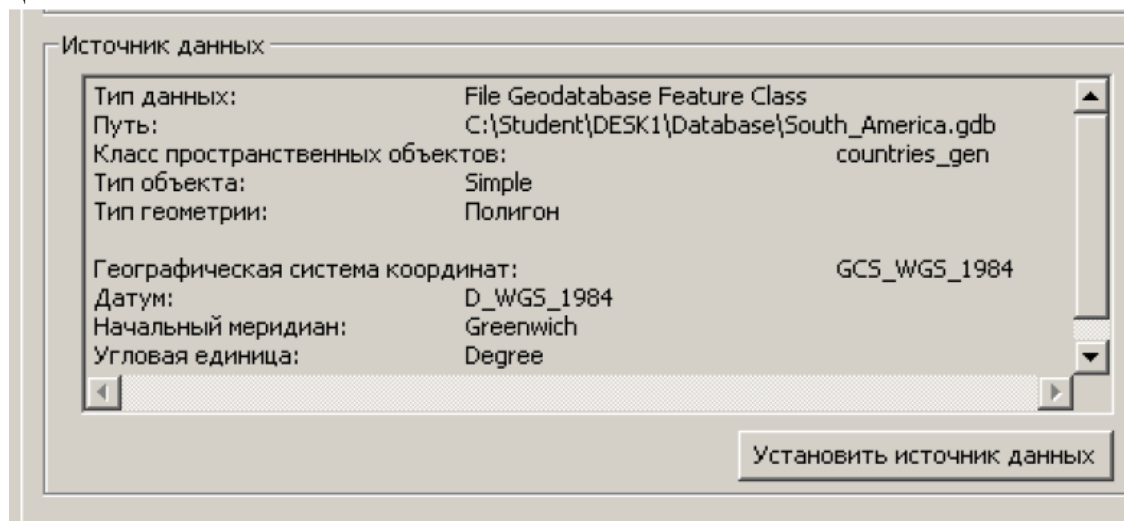 Источник данных
Тип данных: File Geodatabase Feature Class
Путь: C:\Student\DESK1\Database\South_America.gdb
Класс пространственных объектов: countries_gen
Тип объекта: Simple
Тип геометрии: Полигон
Географическая система координат: GCS_WGS_1984
Датум: D_WGS_1984
Начальный меридиан: Greenwich
Угловая единица: Degree
Установить источник данных